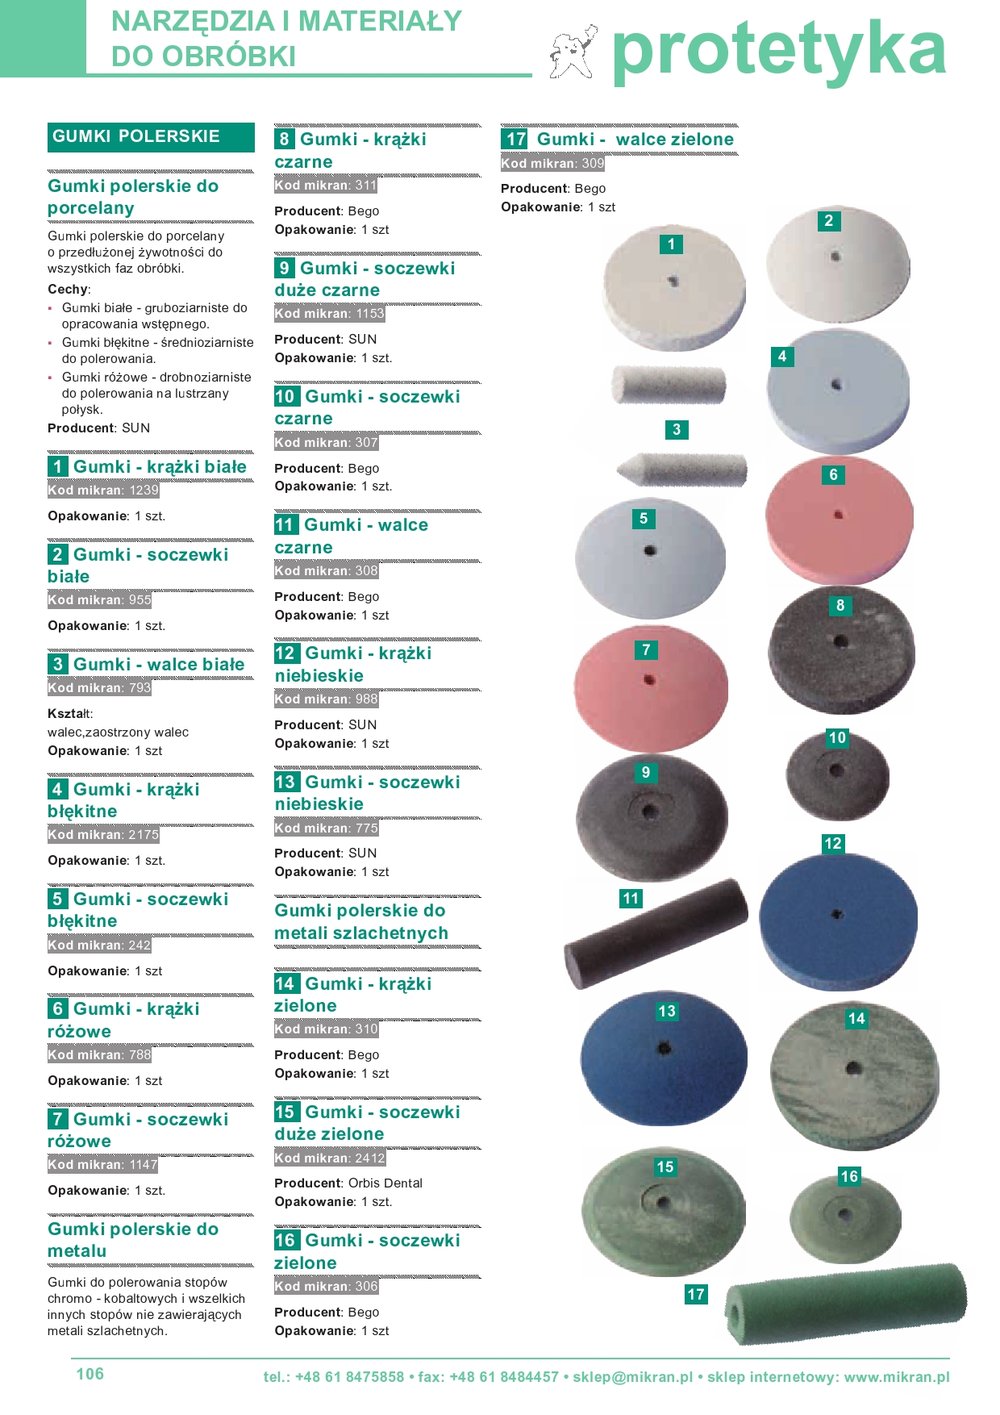 NARZĘDZIA I MATERIAŁY
DO OBRÓBKI
protetyka
GUMKI POLERSKIE
Gumki polerskie do
porcelany
Gumki polerskie do porcelany
o przedłużonej żywotności do
wszystkich faz obróbki.
Cechy:
▪ Gumki białe - gruboziarniste do
opracowania wstępnego.
▪ Gumki błękitne - średnioziarniste
do polerowania.
▪ Gumki różowe - drobnoziarniste
do polerowania na lustrzany
połysk.
Producent: SUN
1 Gumki - krążki białe
Kod mikran: 1239
Opakowanie: 1 szt.
2 Gumki - soczewki
białe
Kod mikran: 955
Opakowanie: 1 szt.
3 Gumki - walce białe
Kod mikran: 793
Kształt:
walec,zaostrzony walec
Opakowanie: 1 szt
4 Gumki - krążki
błękitne
Kod mikran: 2175
Opakowanie: 1 szt.
5 Gumki - soczewki
błękitne
Kod mikran: 242
Opakowanie: 1 szt
6 Gumki - krążki
różowe
Kod mikran: 788
Opakowanie: 1 szt
7 Gumki - soczewki
różowe
Kod mikran: 1147
Opakowanie: 1 szt.
Gumki polerskie do
metalu
Gumki do polerowania stopów
chromo - kobaltowych i wszelkich
innych stopów nie zawierających
metali szlachetnych.
8 Gumki - krążki
czarne
Kod mikran: 311
Producent: Bego
Opakowanie: 1 szt
9 Gumki - soczewki
duże czarne
Kod mikran: 1153
Producent: SUN
Opakowanie: 1 szt.
10 Gumki - soczewki
czarne
Kod mikran: 307
Producent: Bego
Opakowanie: 1 szt.
11 Gumki - walce
czarne
Kod mikran: 308
Producent: Bego
Opakowanie: 1 szt
12 Gumki - krążki
niebieskie
Kod mikran: 988
Producent: SUN
Opakowanie: 1 szt
13 Gumki - soczewki
niebieskie
Kod mikran: 775
Producent: SUN
Opakowanie: 1 szt
Gumki polerskie do
metali szlachetnych
14 Gumki - krążki
zielone
Kod mikran: 310
Producent: Bego
Opakowanie: 1 szt
15 Gumki - soczewki
duże zielone
Kod mikran: 2412
Producent: Orbis Dental
Opakowanie: 1 szt.
16 Gumki - soczewki
zielone
Kod mikran: 306
Producent: Bego
Opakowanie: 1 szt
17 Gumki - walce zielone
Kod mikran: 309
Producent: Bego
Opakowanie: 1 szt
1
2
3
4
5
6
7
8
9
10
11
12
13
14
15
16
17
106
tel.: +48 61 8475858 • fax: +48 61 8484457 • sklep@mikran.pl • sklep internetowy: www.mikran.pl